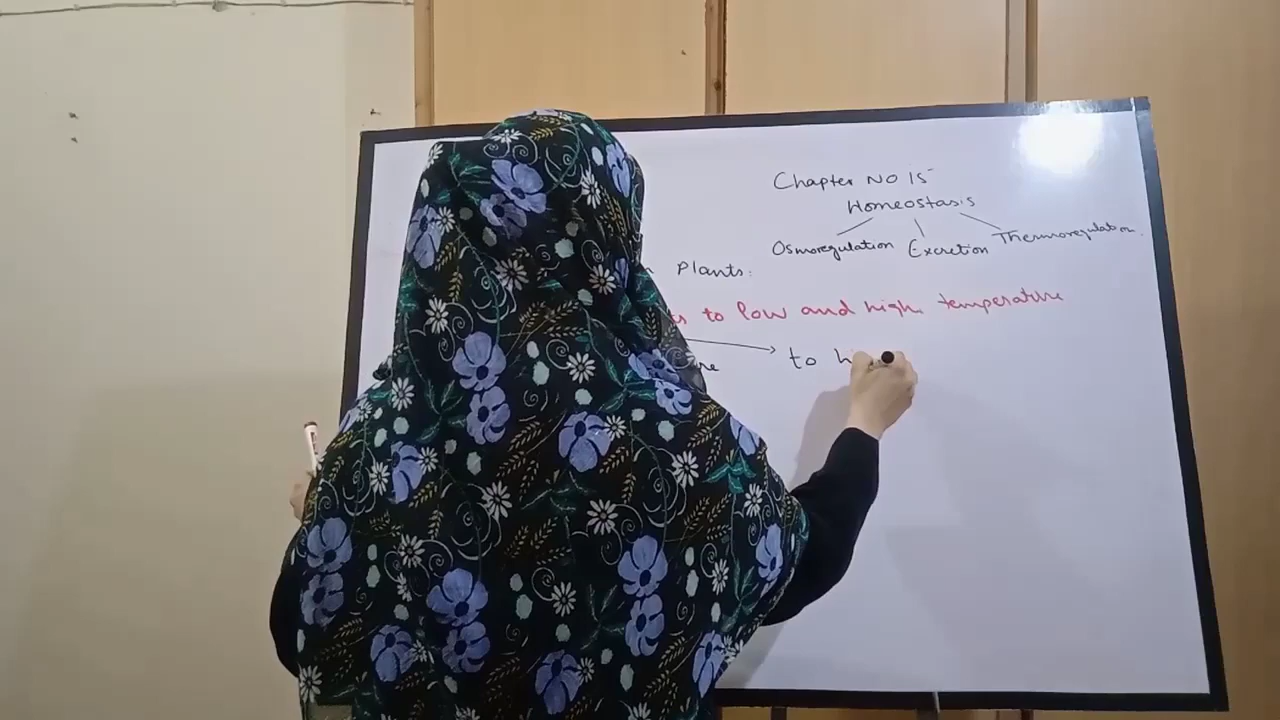 Chapter No 15
Homeostasis
Osmoregulation Excretion Thermoregulation.
Plants:
to low and high temperature
to